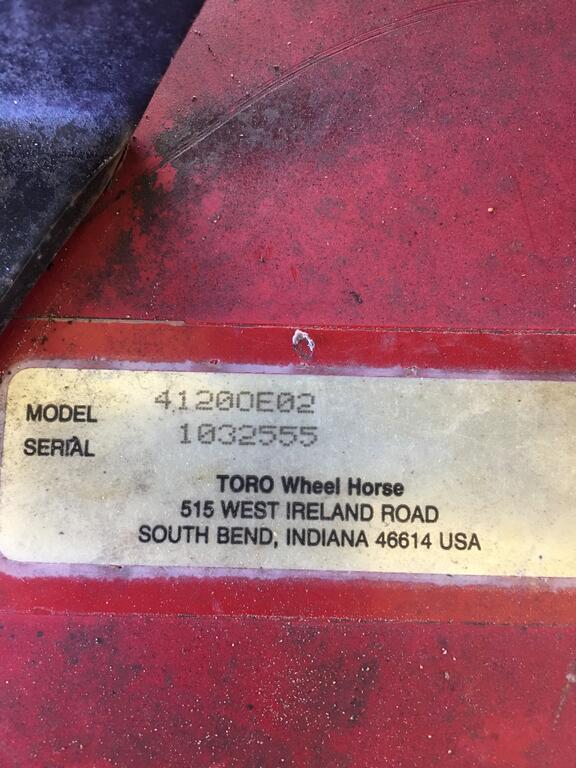 MODEL 41200E02
SERIAL 1032555
TORO Wheel Horse
515 WEST IRELAND ROAD
SOUTH BEND, INDIANA 46614 USA